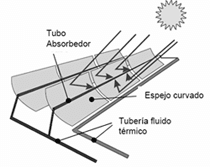 Tubo
Absorbedor
Espejo curvado
Tubería fluido
térmico